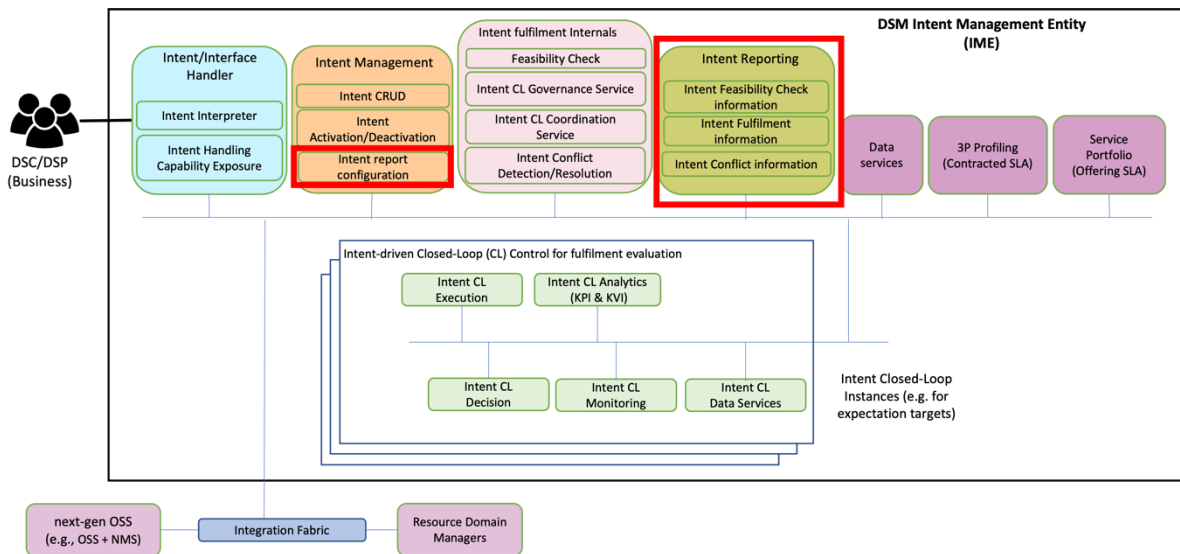 DSM Intent Management Entity
(IME)
DSC/DSP
(Business)
Intent/Interface
Handler
Intent Interpreter
Intent Handling
Capability Exposure
Intent Management
Intent CRUD
Intent
Activation/Deactivation
Intent report
configuration
Intent fulfilment Internals
Feasibility Check
Intent CL Governance Service
Intent CL Coordination
Service
Intent Conflict
Detection/Resolution
Intent Reporting
Intent Feasibility Check
information
Intent Fulfilment
information
Intent Conflict information
Data
services
3P Profiling
(Contracted SLA)
Service
Portfolio
(Offering SLA)
Intent-driven Closed-Loop (CL) Control for fulfilment evaluation
Intent CL
Execution
Intent CL Analytics
(KPI & KVI)
Intent CL
Decision
Intent CL
Monitoring
Intent CL
Data Services
Intent Closed-Loop
Instances (e.g. for
expectation targets)
next-gen OSS
(e.g., OSS + NMS)
Integration Fabric
Resource Domain
Managers